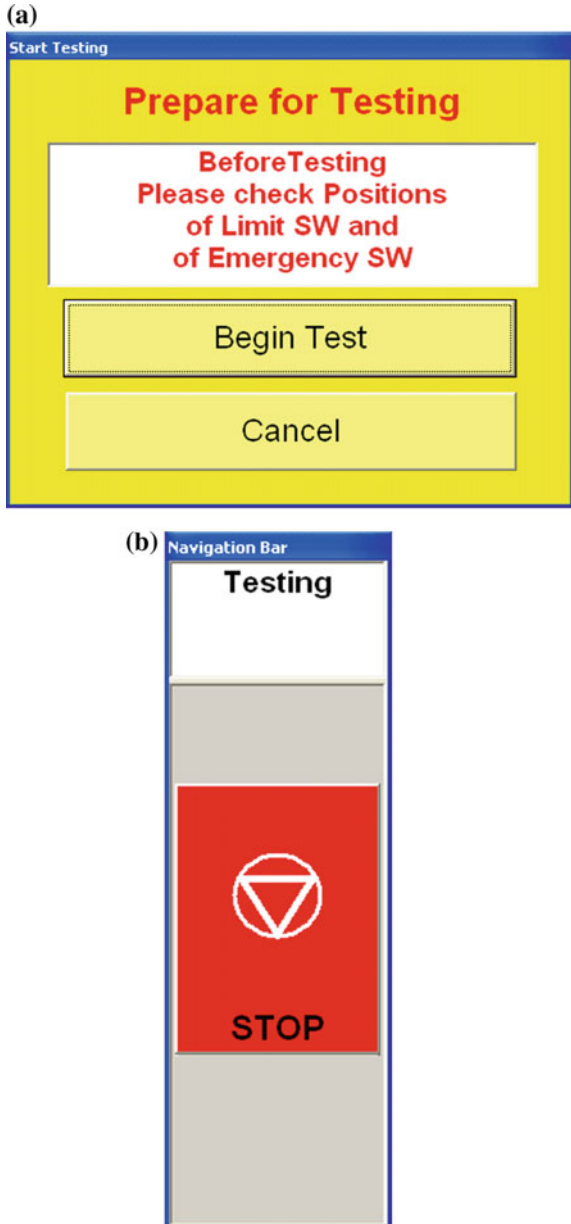 (a)
Start Testing
Prepare for Testing
BeforeTesting
Please check Positions
of Limit SW and
of Emergency SW
Begin Test
Cancel
(b)
Navigation Bar
Testing
STOP